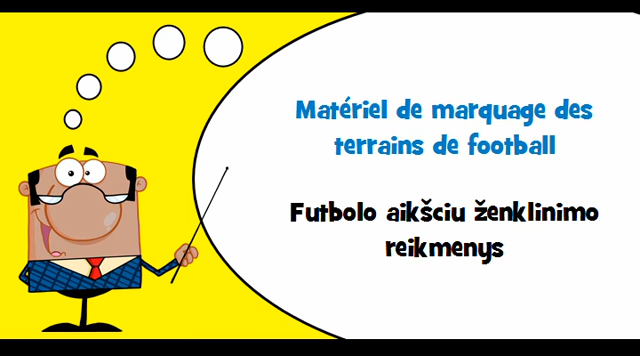 Matériel de marquage des
terrains de football
Futbolo aikšciu ženklinimo
reikmenys